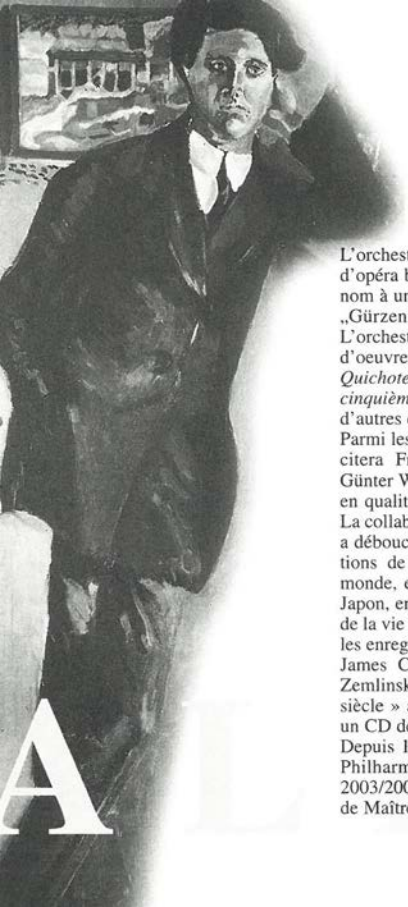 L'orchest
d'opéra b
nom à un
„Gürzen
L'orchest
d'oeuvre
Quichote
cinquièm
d'autres
Parmi les
citera Fr
Günter W
en qualit
La collab
a débouc
tions de
monde, e
Japon, en
de la vie
les enreg
James C
Zemlinsk
siècle »
un CD de
Depuis
Philharm
2003/200
de Maîtr
A L